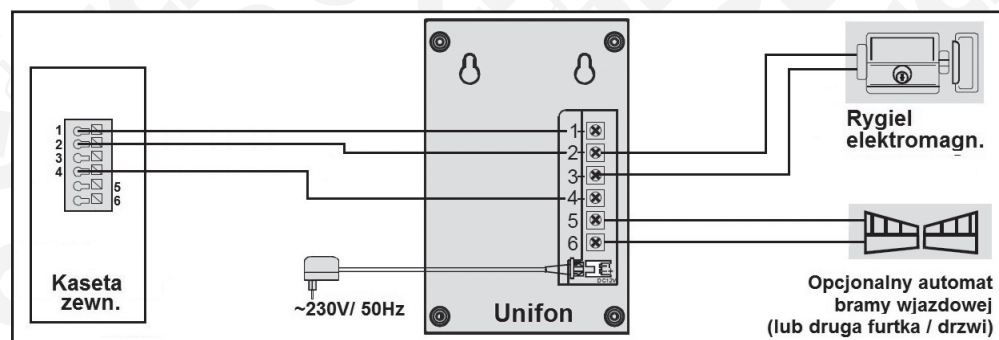 1
2
3
4
5
6
Kaseta
zewn.
~230V/ 50Hz
1
2
3
4
5
6
DC12V
Unifon
Rygiel
elektromagn.
Opcjonalny automat
bramy wjazdowej
(lub druga furtka / drzwi)